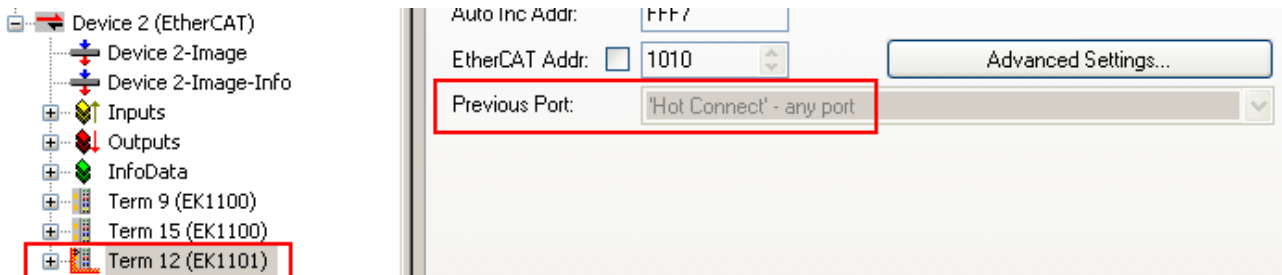 Device 2 (EtherCAT)
Device 2-Image
Device 2-Image-Info
Inputs
Outputs
InfoData
Term 9 (EK1100)
Term 15 (EK1100)
Term 12 (EK1101)
Auto Inc Addr: FFF7
EtherCAT Addr: 1010 Advanced Settings...
Previous Port: 'Hot Connect' - any port